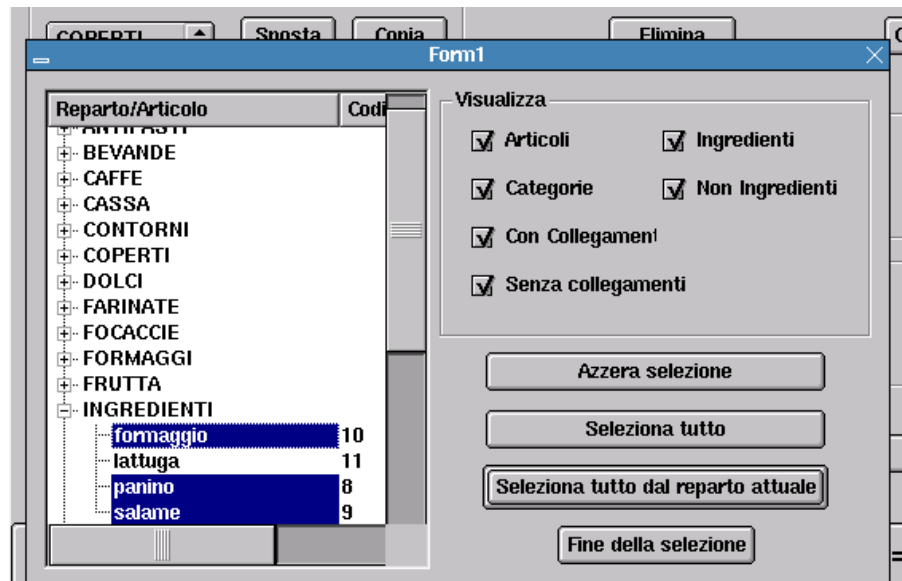 COPERTI Sposta Copia Elimina
Form1
Reparto/Articolo Codi
ANTIPASTI
BEVANDE
CAFFE
CASSA
CONTORNI
COPERTI
DOLCI
FARINATE
FOCACCIE
FORMAGGI
FRUTTA
INGREDIENTI
formaggio 10
lattuga 11
panino 8
salame 9
Visualizza
Articoli Ingredienti
Categorie Non Ingredienti
Con Collegament
Senza collegamenti
Azzera selezione
Seleziona tutto
Seleziona tutto dal reparto attuale
Fine della selezione